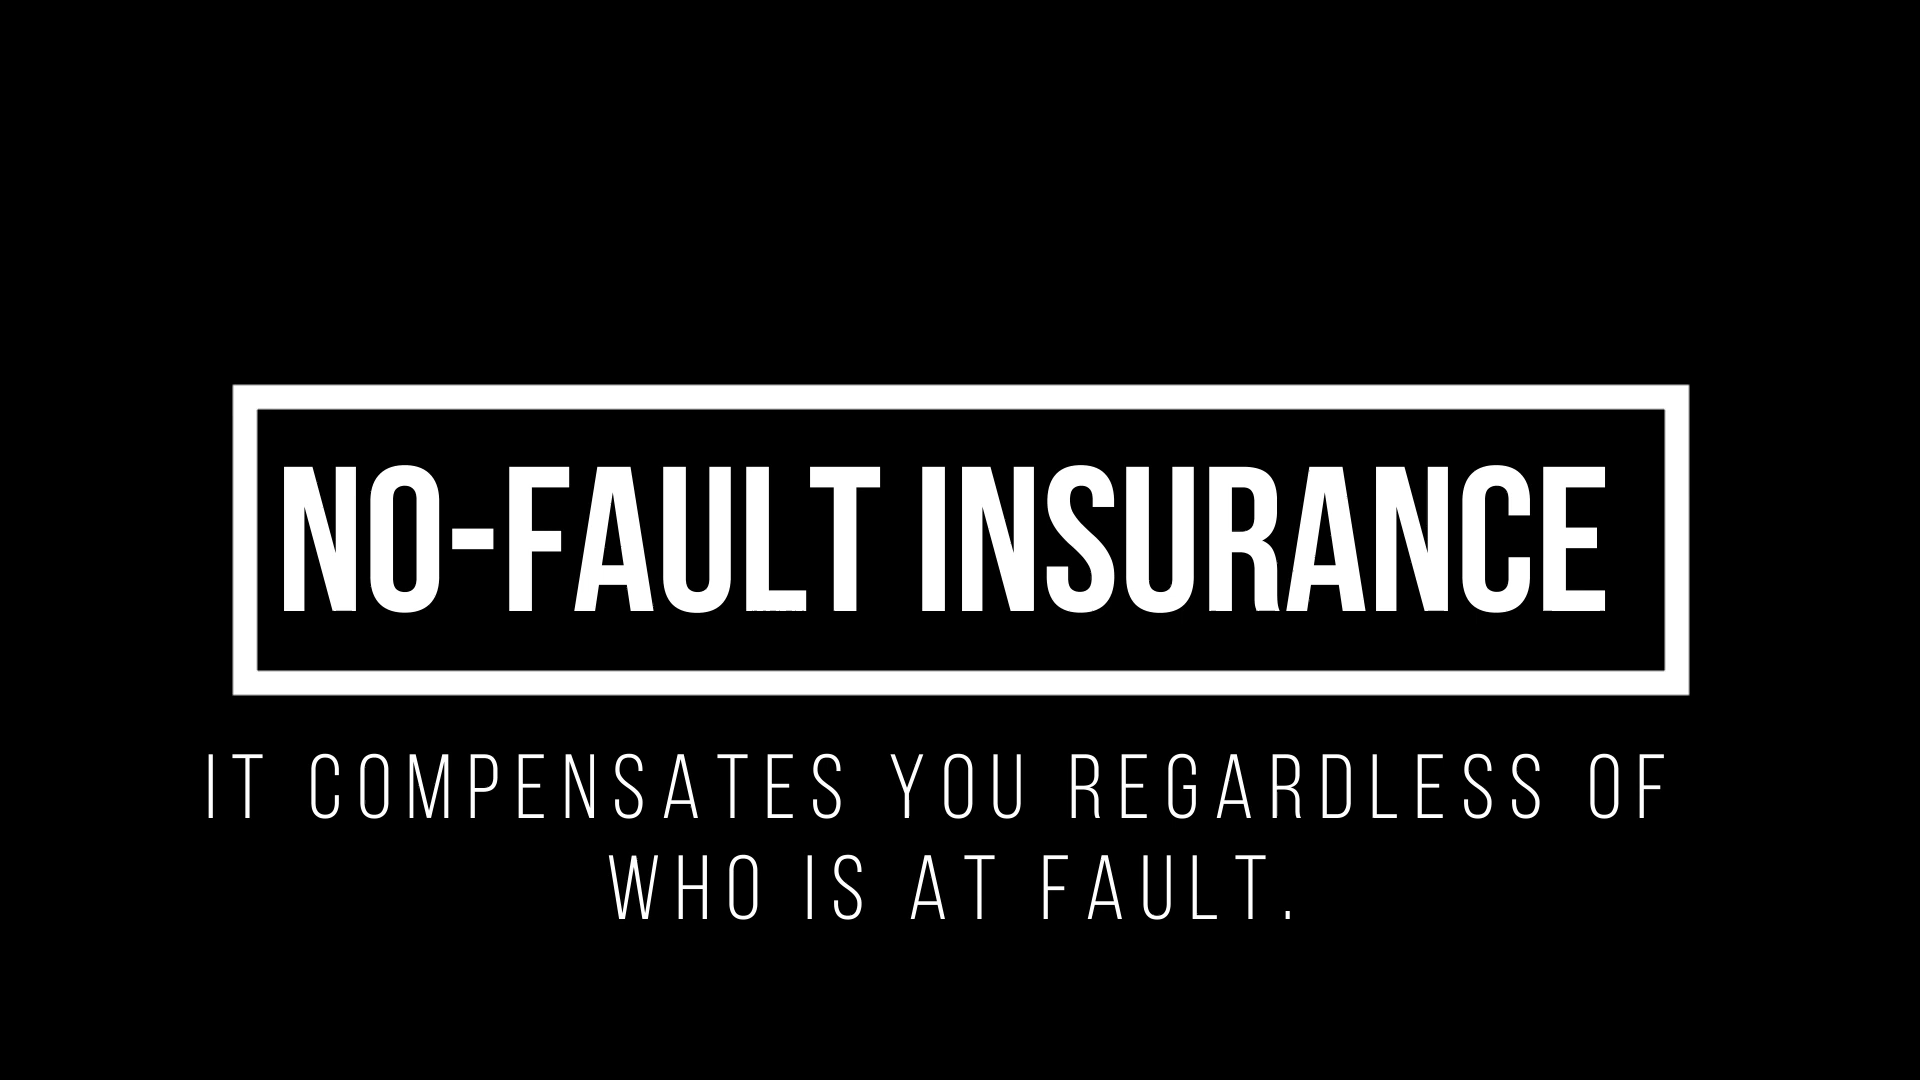 NO-FAULT INSURANCE
IT COMPENSATES YOU REGARDLESS OF
WHO IS AT FAULT.